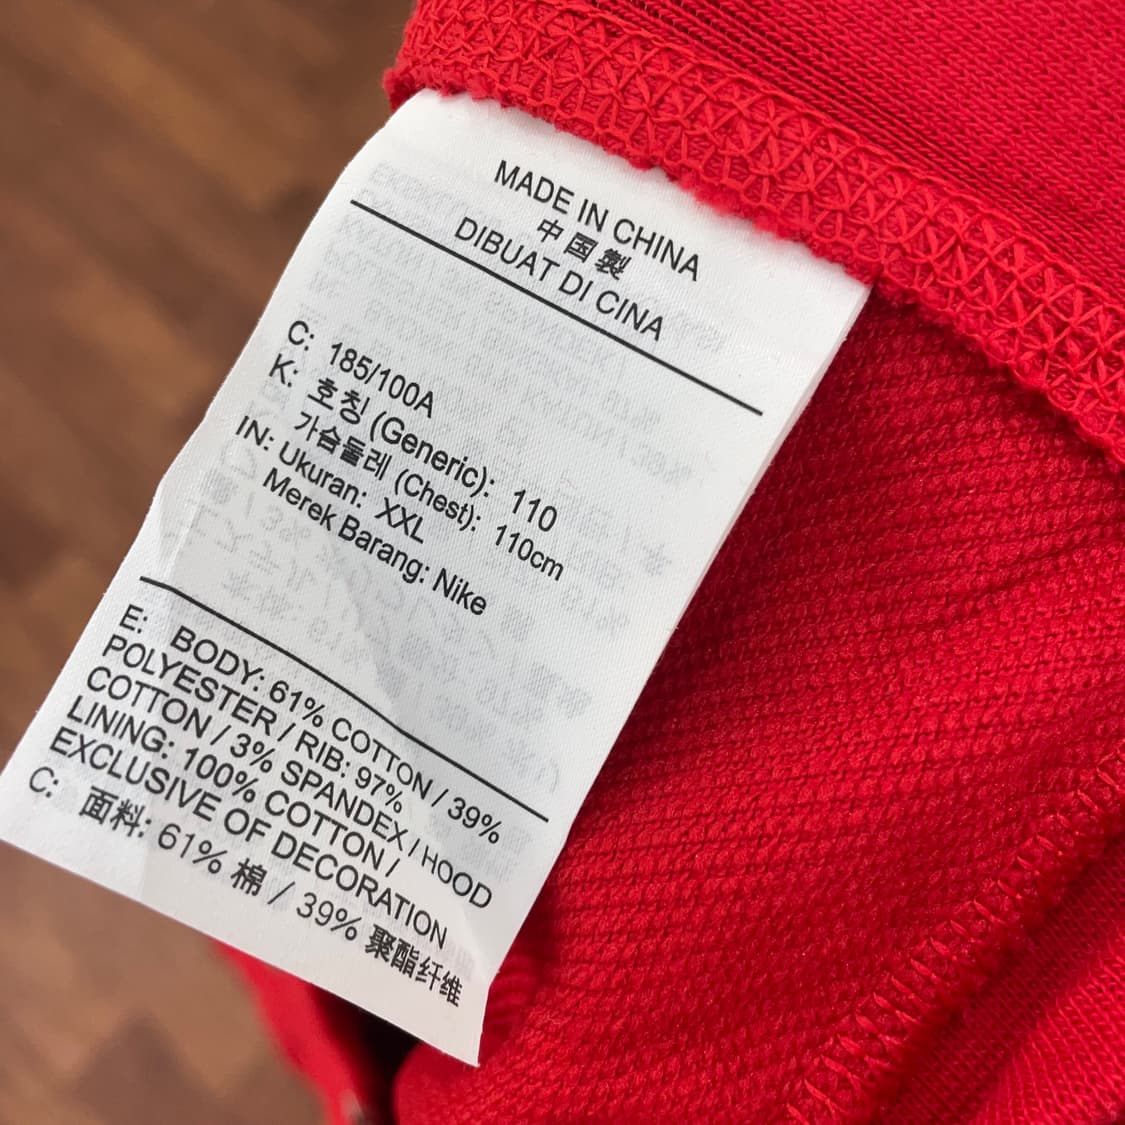 MADE IN CHINA
中国製
DIBUAT DI CINA
C: 185/100A
K: 호칭 (Generic): 110
가슴둘레 (Chest): 110cm
IN: Ukuran: XXL
Merek Barang: Nike
E: BODY: 61% COTTON / 39%
POLYESTER / RIB: 97%
COTTON / 3% SPANDEX / HOOD
LINING: 100% COTTON /
EXCLUSIVE OF DECORATION
C: 面料: 61% 棉 / 39% 聚酯纤维